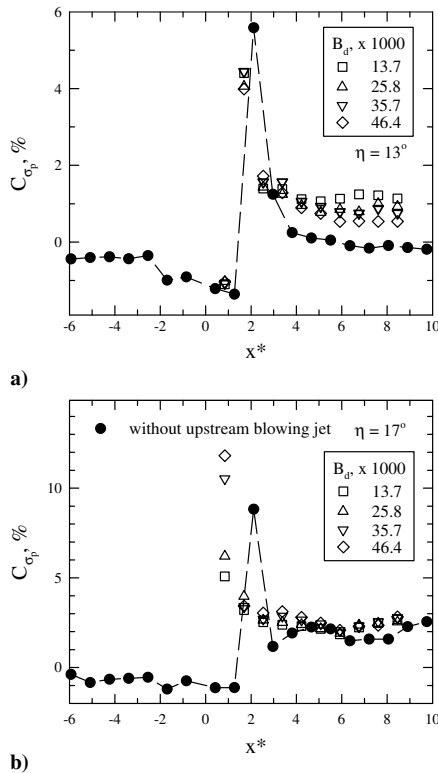 6
4
2
0
C_σp, %
B_d, x 1000
13.7
25.8
35.7
46.4
η = 13°
-6 -4 -2 0 2 4 6 8 10
x*
a)
without upstream blowing jet η = 17°
10
5
0
C_σp, %
B_d, x 1000
13.7
25.8
35.7
46.4
-6 -4 -2 0 2 4 6 8 10
x*
b)